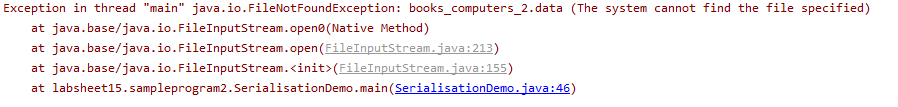 Exception in thread "main" java.io.FileNotFoundException: books_computers_2.data (The system cannot find the file specified)
at java.base/java.io.FileInputStream.open0(Native Method)
at java.base/java.io.FileInputStream.open(FileInputStream.java:213)
at java.base/java.io.FileInputStream.<init>(FileInputStream.java:155)
at labsheet15.sampleprogram2.SerialisationDemo.main(SerialisationDemo.java:46)